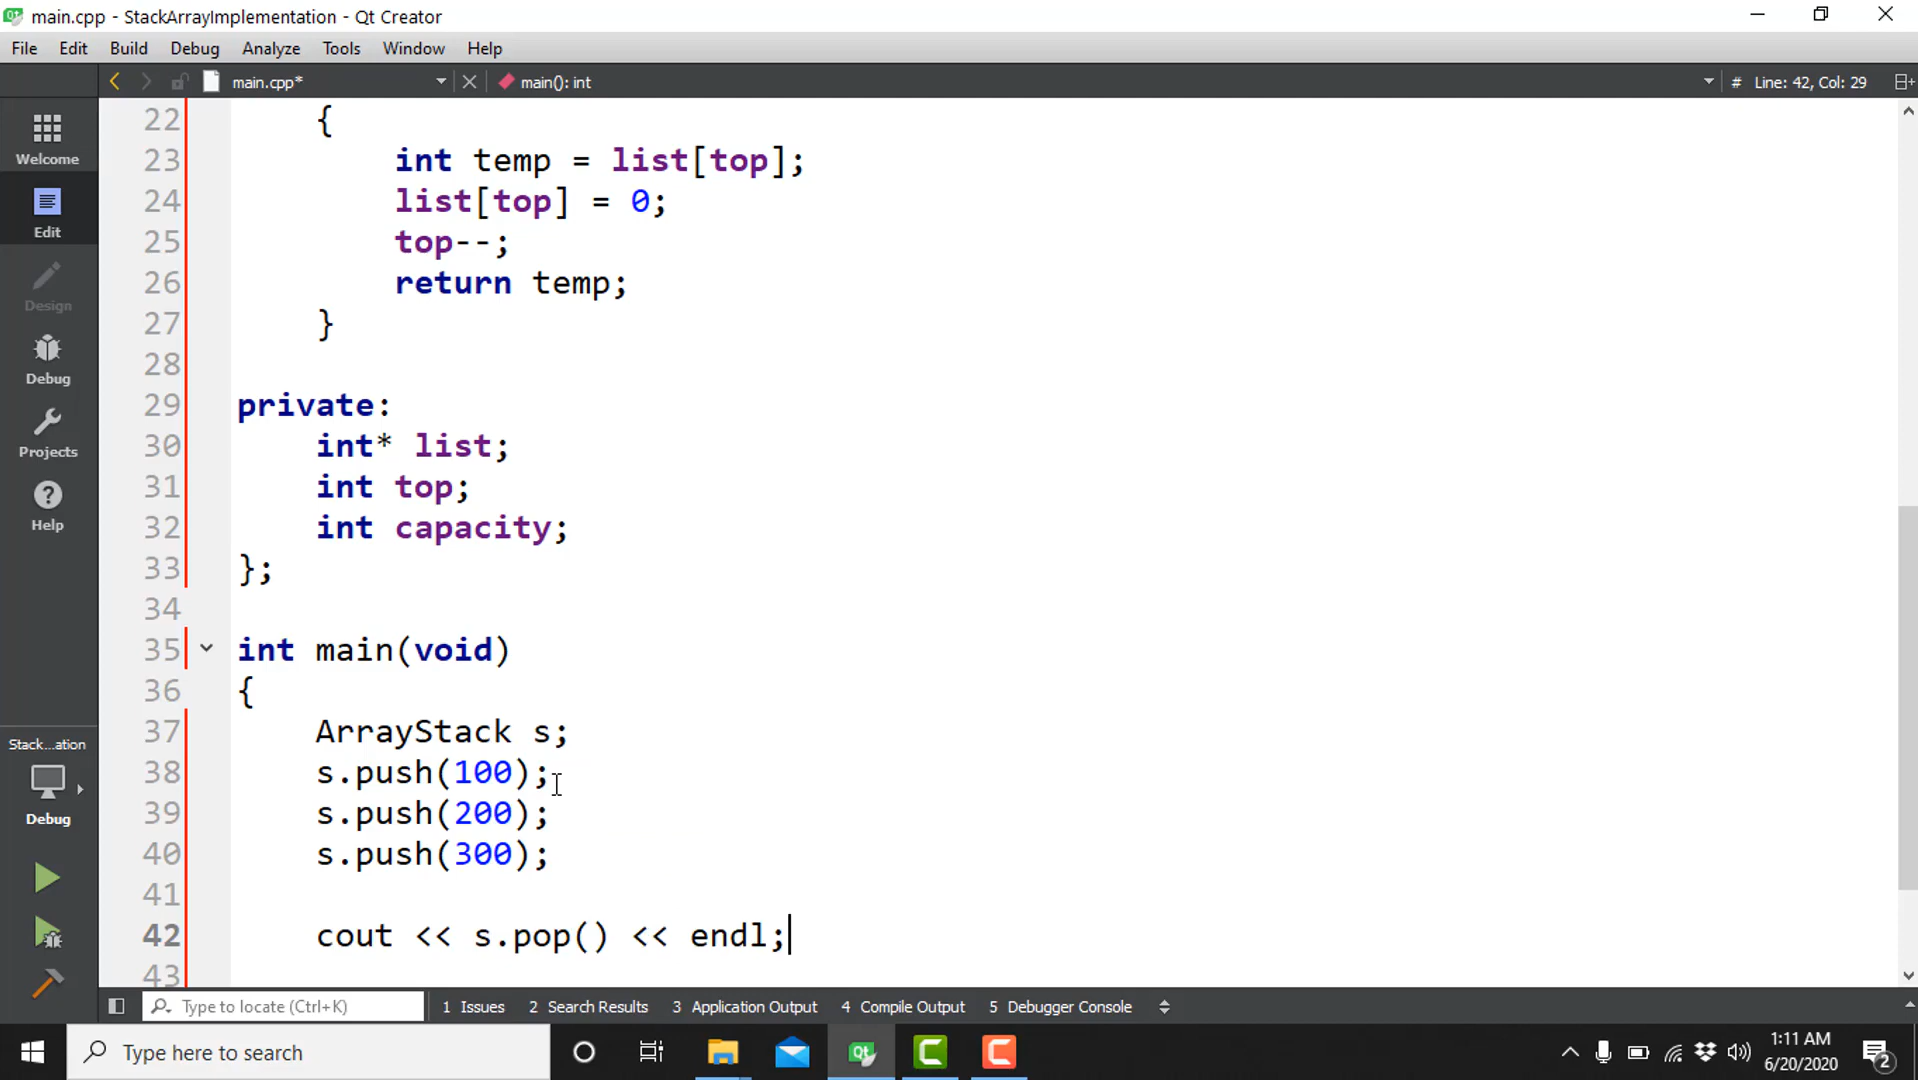 main.cpp - StackArrayImplementation - Qt Creator
File Edit Build Debug Analyze Tools Window Help
main.cpp* main(): int # Line: 42, Col: 29
Welcome
Edit
Design
Debug
Projects
Help
22 {
23 int temp = list[top];
24 list[top] = 0;
25 top--;
26 return temp;
27 }
28
29 private:
30 int* list;
31 int top;
32 int capacity;
33 };
34
35 int main(void)
36 {
37 ArrayStack s;
38 s.push(100);
39 s.push(200);
40 s.push(300);
41
42 cout << s.pop() << endl;
43
Stack...ation
Debug
Type to locate (Ctrl+K) 1 Issues 2 Search Results 3 Application Output 4 Compile Output 5 Debugger Console
Type here to search
1:11 AM
6/20/2020
2